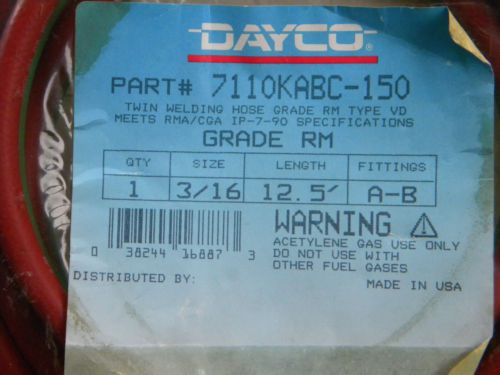 DAYCO®
PART# 7110KABC-150
TWIN WELDING HOSE GRADE RM TYPE VD
MEETS RMA/CGA IP-7-90 SPECIFICATIONS
GRADE RM
QTY SIZE LENGTH FITTINGS
1 3/16 12.5' A-B
WARNING
ACETYLENE GAS USE ONLY
DO NOT USE WITH
OTHER FUEL GASES
0 38244 16887 3
DISTRIBUTED BY:
MADE IN USA